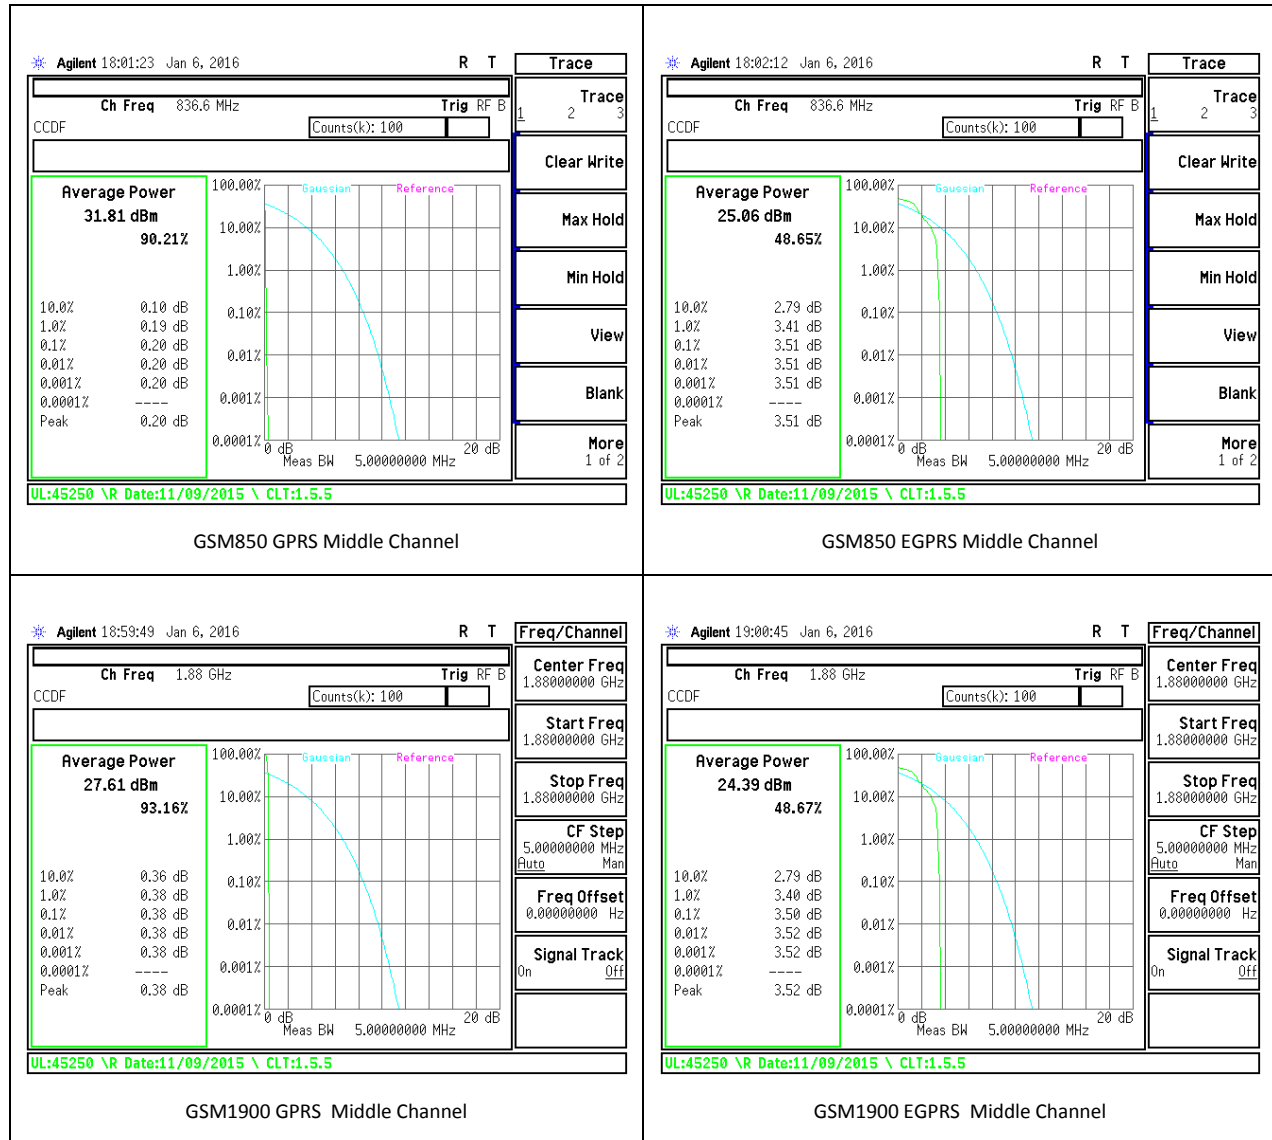 Agilent 18:01:23 Jan 6, 2016 R T Trace
Ch Freq 836.6 MHz Trig RF B
CCDF Counts(k): 100
Trace
1 2 3
Clear Write
Max Hold
Min Hold
View
Blank
More
1 of 2
Average Power
31.81 dBm
90.21%
10.0% 0.10 dB
1.0% 0.19 dB
0.1% 0.20 dB
0.01% 0.20 dB
0.001% 0.20 dB
0.0001% ----
Peak 0.20 dB
Gaussian Reference
100.00%
10.00%
1.00%
0.10%
0.01%
0.001%
0.0001%
0 dB 20 dB
Meas BW 5.00000000 MHz
UL:45250 \R Date:11/09/2015 \ CLT:1.5.5
GSM850 GPRS Middle Channel
Agilent 18:02:12 Jan 6, 2016 R T Trace
Ch Freq 836.6 MHz Trig RF B
CCDF Counts(k): 100
Trace
1 2 3
Clear Write
Max Hold
Min Hold
View
Blank
More
1 of 2
Average Power
25.06 dBm
48.65%
10.0% 2.79 dB
1.0% 3.41 dB
0.1% 3.51 dB
0.01% 3.51 dB
0.001% 3.51 dB
0.0001% ----
Peak 3.51 dB
Gaussian Reference
100.00%
10.00%
1.00%
0.10%
0.01%
0.001%
0.0001%
0 dB 20 dB
Meas BW 5.00000000 MHz
UL:45250 \R Date:11/09/2015 \ CLT:1.5.5
GSM850 EGPRS Middle Channel
Agilent 18:59:49 Jan 6, 2016 R T Freq/Channel
Ch Freq 1.88 GHz Trig RF B
CCDF Counts(k): 100
Center Freq
1.88000000 GHz
Start Freq
1.88000000 GHz
Stop Freq
1.88000000 GHz
CF Step
5.00000000 MHz
Auto Man
Freq Offset
0.00000000 Hz
Signal Track
On Off
Average Power
27.61 dBm
93.16%
10.0% 0.36 dB
1.0% 0.38 dB
0.1% 0.38 dB
0.01% 0.38 dB
0.001% 0.38 dB
0.0001% ----
Peak 0.38 dB
Gaussian Reference
100.00%
10.00%
1.00%
0.10%
0.01%
0.001%
0.0001%
0 dB 20 dB
Meas BW 5.00000000 MHz
UL:45250 \R Date:11/09/2015 \ CLT:1.5.5
GSM1900 GPRS Middle Channel
Agilent 19:00:45 Jan 6, 2016 R T Freq/Channel
Ch Freq 1.88 GHz Trig RF B
CCDF Counts(k): 100
Center Freq
1.88000000 GHz
Start Freq
1.88000000 GHz
Stop Freq
1.88000000 GHz
CF Step
5.00000000 MHz
Auto Man
Freq Offset
0.00000000 Hz
Signal Track
On Off
Average Power
24.39 dBm
48.67%
10.0% 2.79 dB
1.0% 3.40 dB
0.1% 3.50 dB
0.01% 3.52 dB
0.001% 3.52 dB
0.0001% ----
Peak 3.52 dB
Gaussian Reference
100.00%
10.00%
1.00%
0.10%
0.01%
0.001%
0.0001%
0 dB 20 dB
Meas BW 5.00000000 MHz
UL:45250 \R Date:11/09/2015 \ CLT:1.5.5
GSM1900 EGPRS Middle Channel